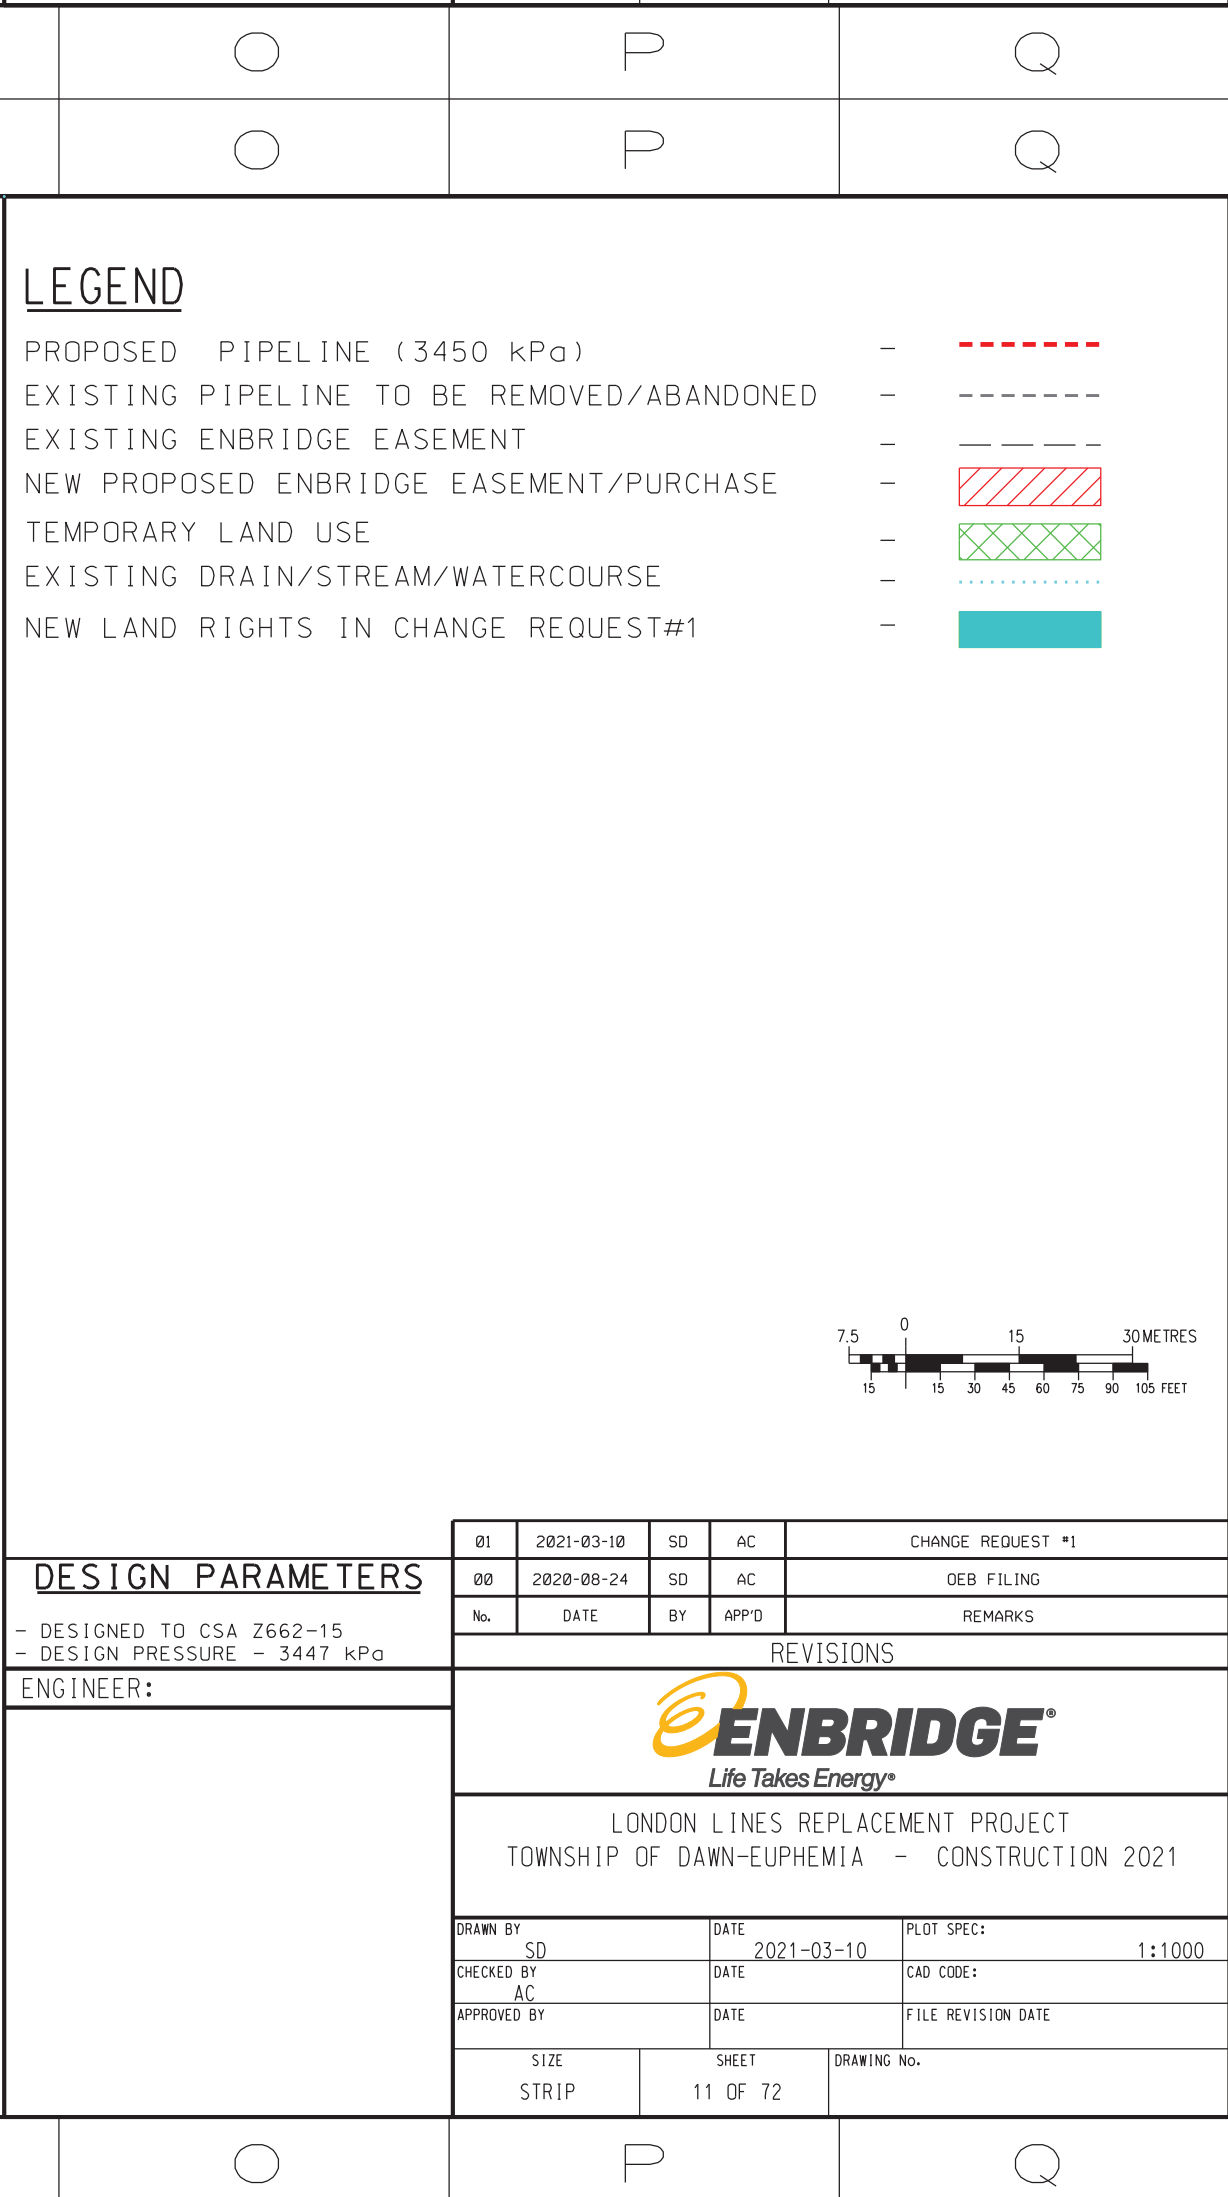 O P Q
O P Q
LEGEND
PROPOSED PIPELINE (3450 kPa) -
EXISTING PIPELINE TO BE REMOVED/ABANDONED -
EXISTING ENBRIDGE EASEMENT -
NEW PROPOSED ENBRIDGE EASEMENT/PURCHASE -
TEMPORARY LAND USE -
EXISTING DRAIN/STREAM/WATERCOURSE -
NEW LAND RIGHTS IN CHANGE REQUEST#1 -
7.5 0 15 30 METRES
15 15 30 45 60 75 90 105 FEET
01 2021-03-10 SD AC CHANGE REQUEST #1
00 2020-08-24 SD AC OEB FILING
No. DATE BY APP'D REMARKS
REVISIONS
DESIGN PARAMETERS
- DESIGNED TO CSA Z662-15
- DESIGN PRESSURE - 3447 kPa
ENGINEER:
ENBRIDGE®
Life Takes Energy®
LONDON LINES REPLACEMENT PROJECT
TOWNSHIP OF DAWN-EUPHEMIA - CONSTRUCTION 2021
DRAWN BY DATE PLOT SPEC:
SD 2021-03-10 1:1000
CHECKED BY DATE CAD CODE:
AC
APPROVED BY DATE FILE REVISION DATE
SIZE SHEET DRAWING No.
STRIP 11 OF 72
O P Q